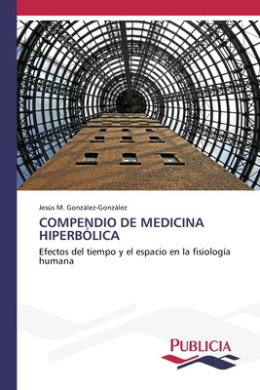 Jesús M. González-González
COMPENDIO DE MEDICINA
HIPERBÓLICA
Efectos del tiempo y el espacio en la fisiología
humana
PUBLICIA